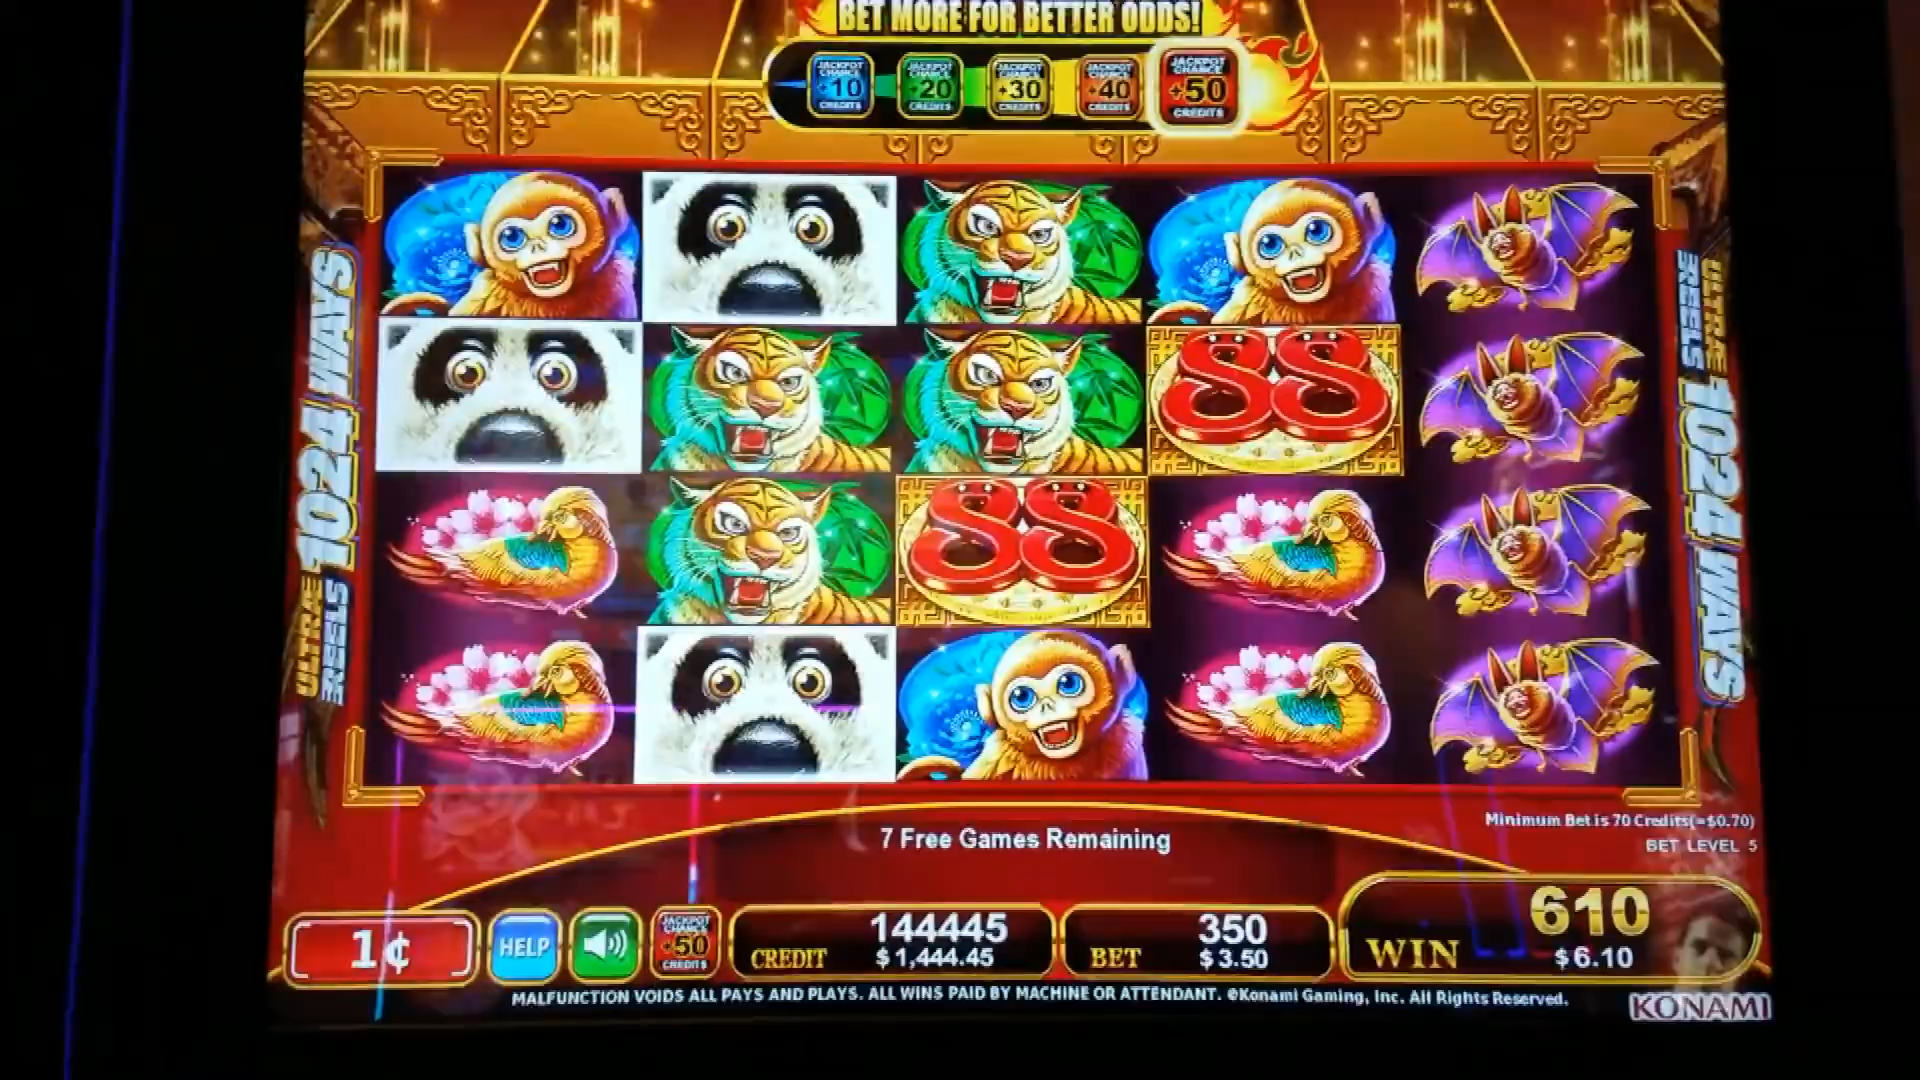 BET MORE FOR BETTER ODDS!
JACKPOT CHANCE +10 CREDITS
JACKPOT CHANCE +20 CREDITS
JACKPOT CHANCE +30 CREDITS
JACKPOT CHANCE +40 CREDITS
JACKPOT CHANCE +50 CREDITS
ULTRA REELS 1024 WAYS
ULTRA REELS 1024 WAYS
88
88
7 Free Games Remaining
Minimum Bet is 70 Credits(=$0.70)
BET LEVEL 5
1¢
HELP
JACKPOT CHANCE +50 CREDITS
CREDIT 144445
$1,444.45
BET 350
$3.50
WIN 610
$6.10
MALFUNCTION VOIDS ALL PAYS AND PLAYS. ALL WINS PAID BY MACHINE OR ATTENDANT. ©Konami Gaming, Inc. All Rights Reserved.
KONAMI